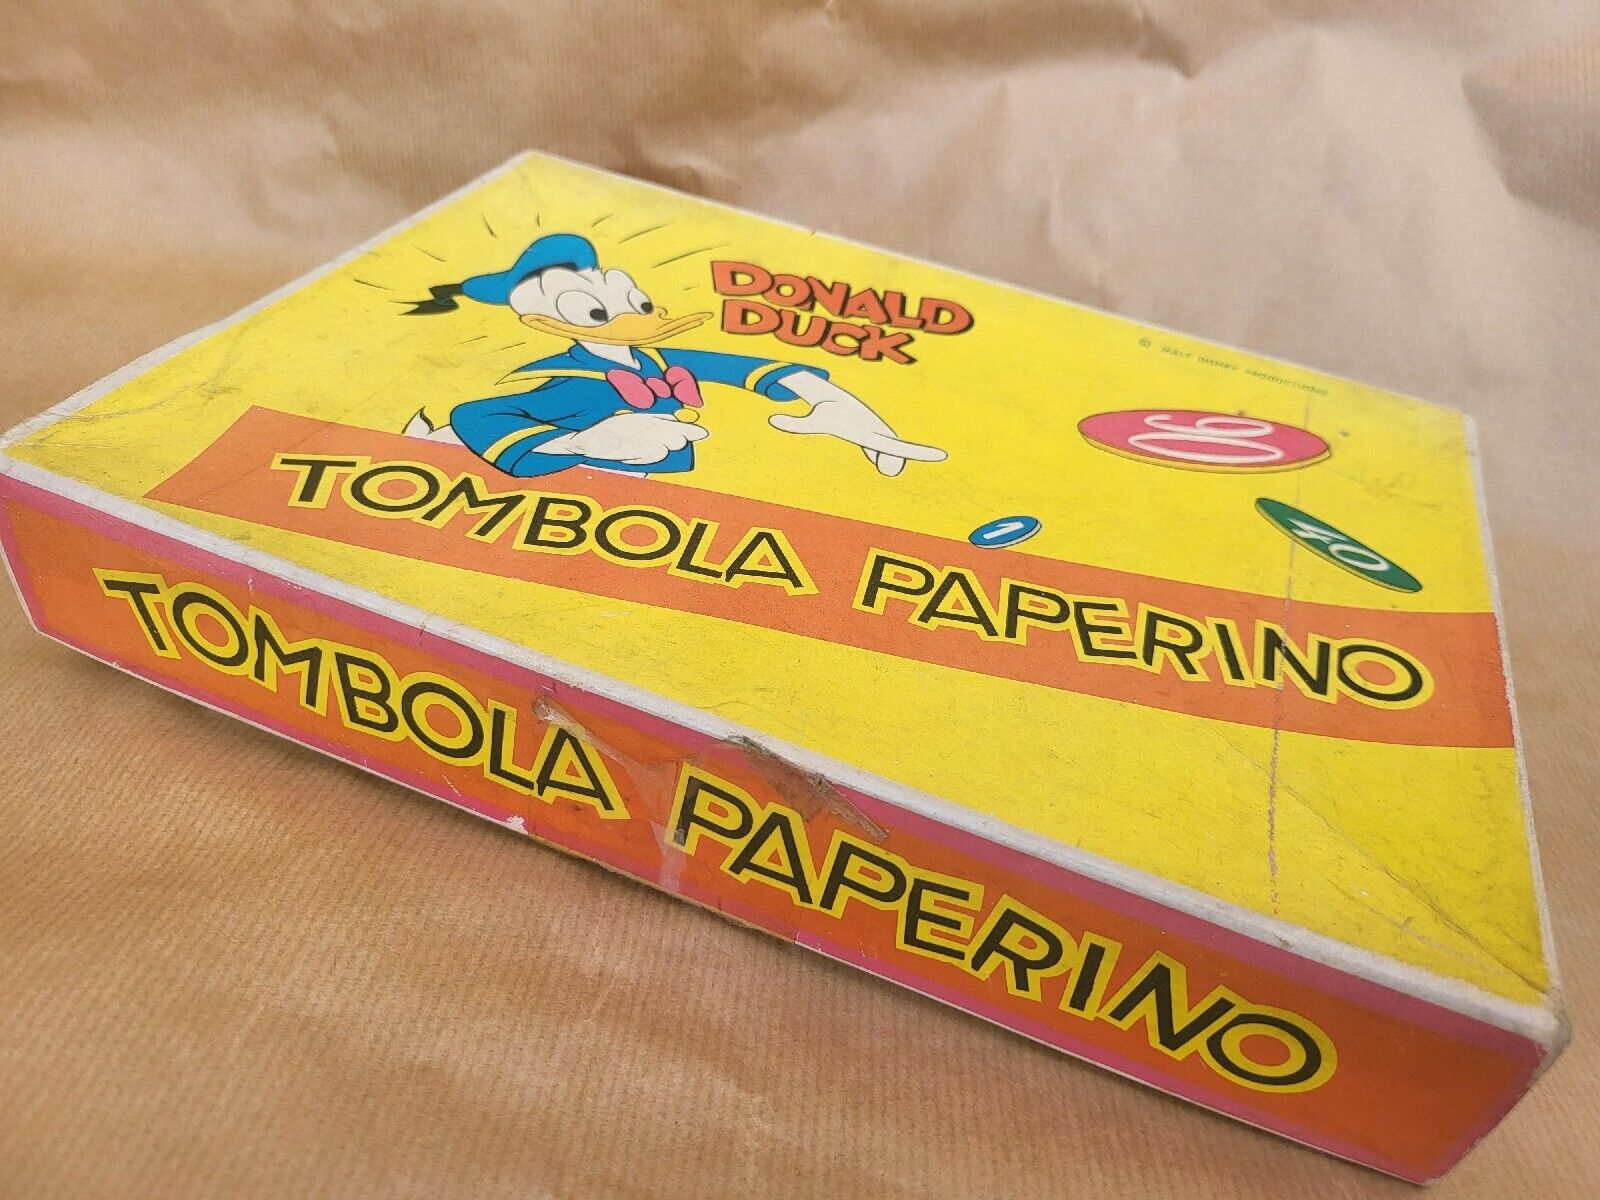 DONALD
DUCK
© WALT DISNEY PRODUCTIONS
90
1
40
TOMBOLA PAPERINO
TOMBOLA PAPERINO